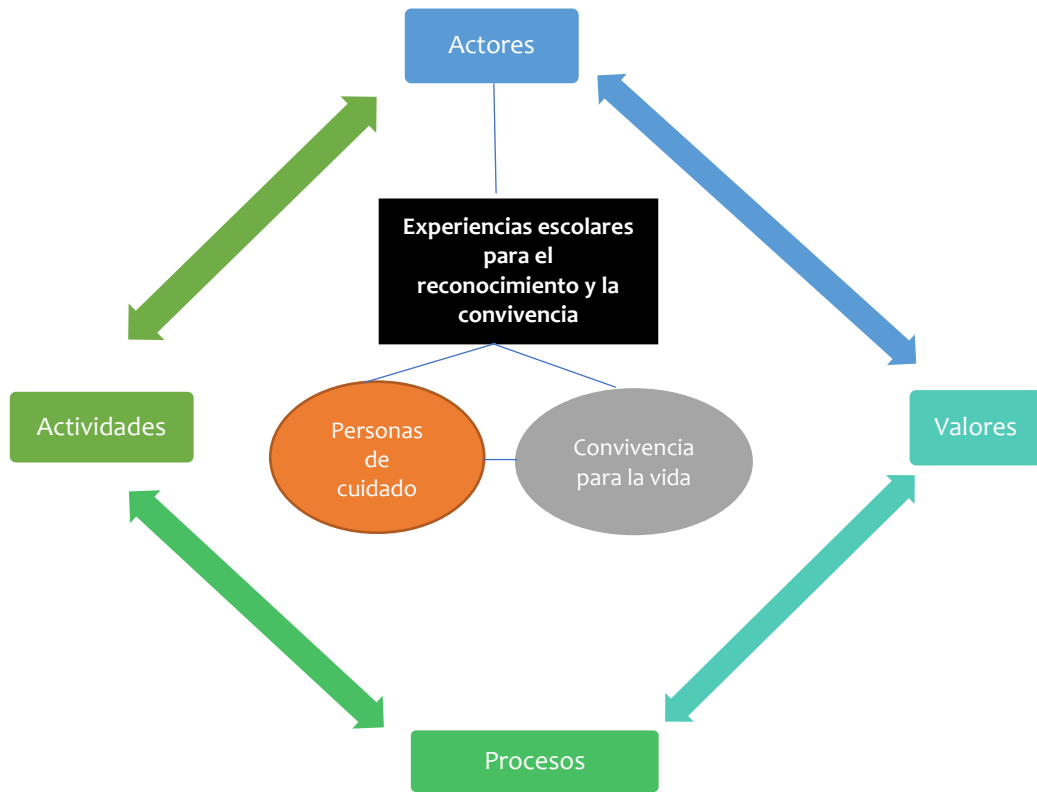 Actores
Experiencias escolares
para el
reconocimiento y la
convivencia
Actividades
Personas
de
cuidado
Convivencia
para la vida
Valores
Procesos